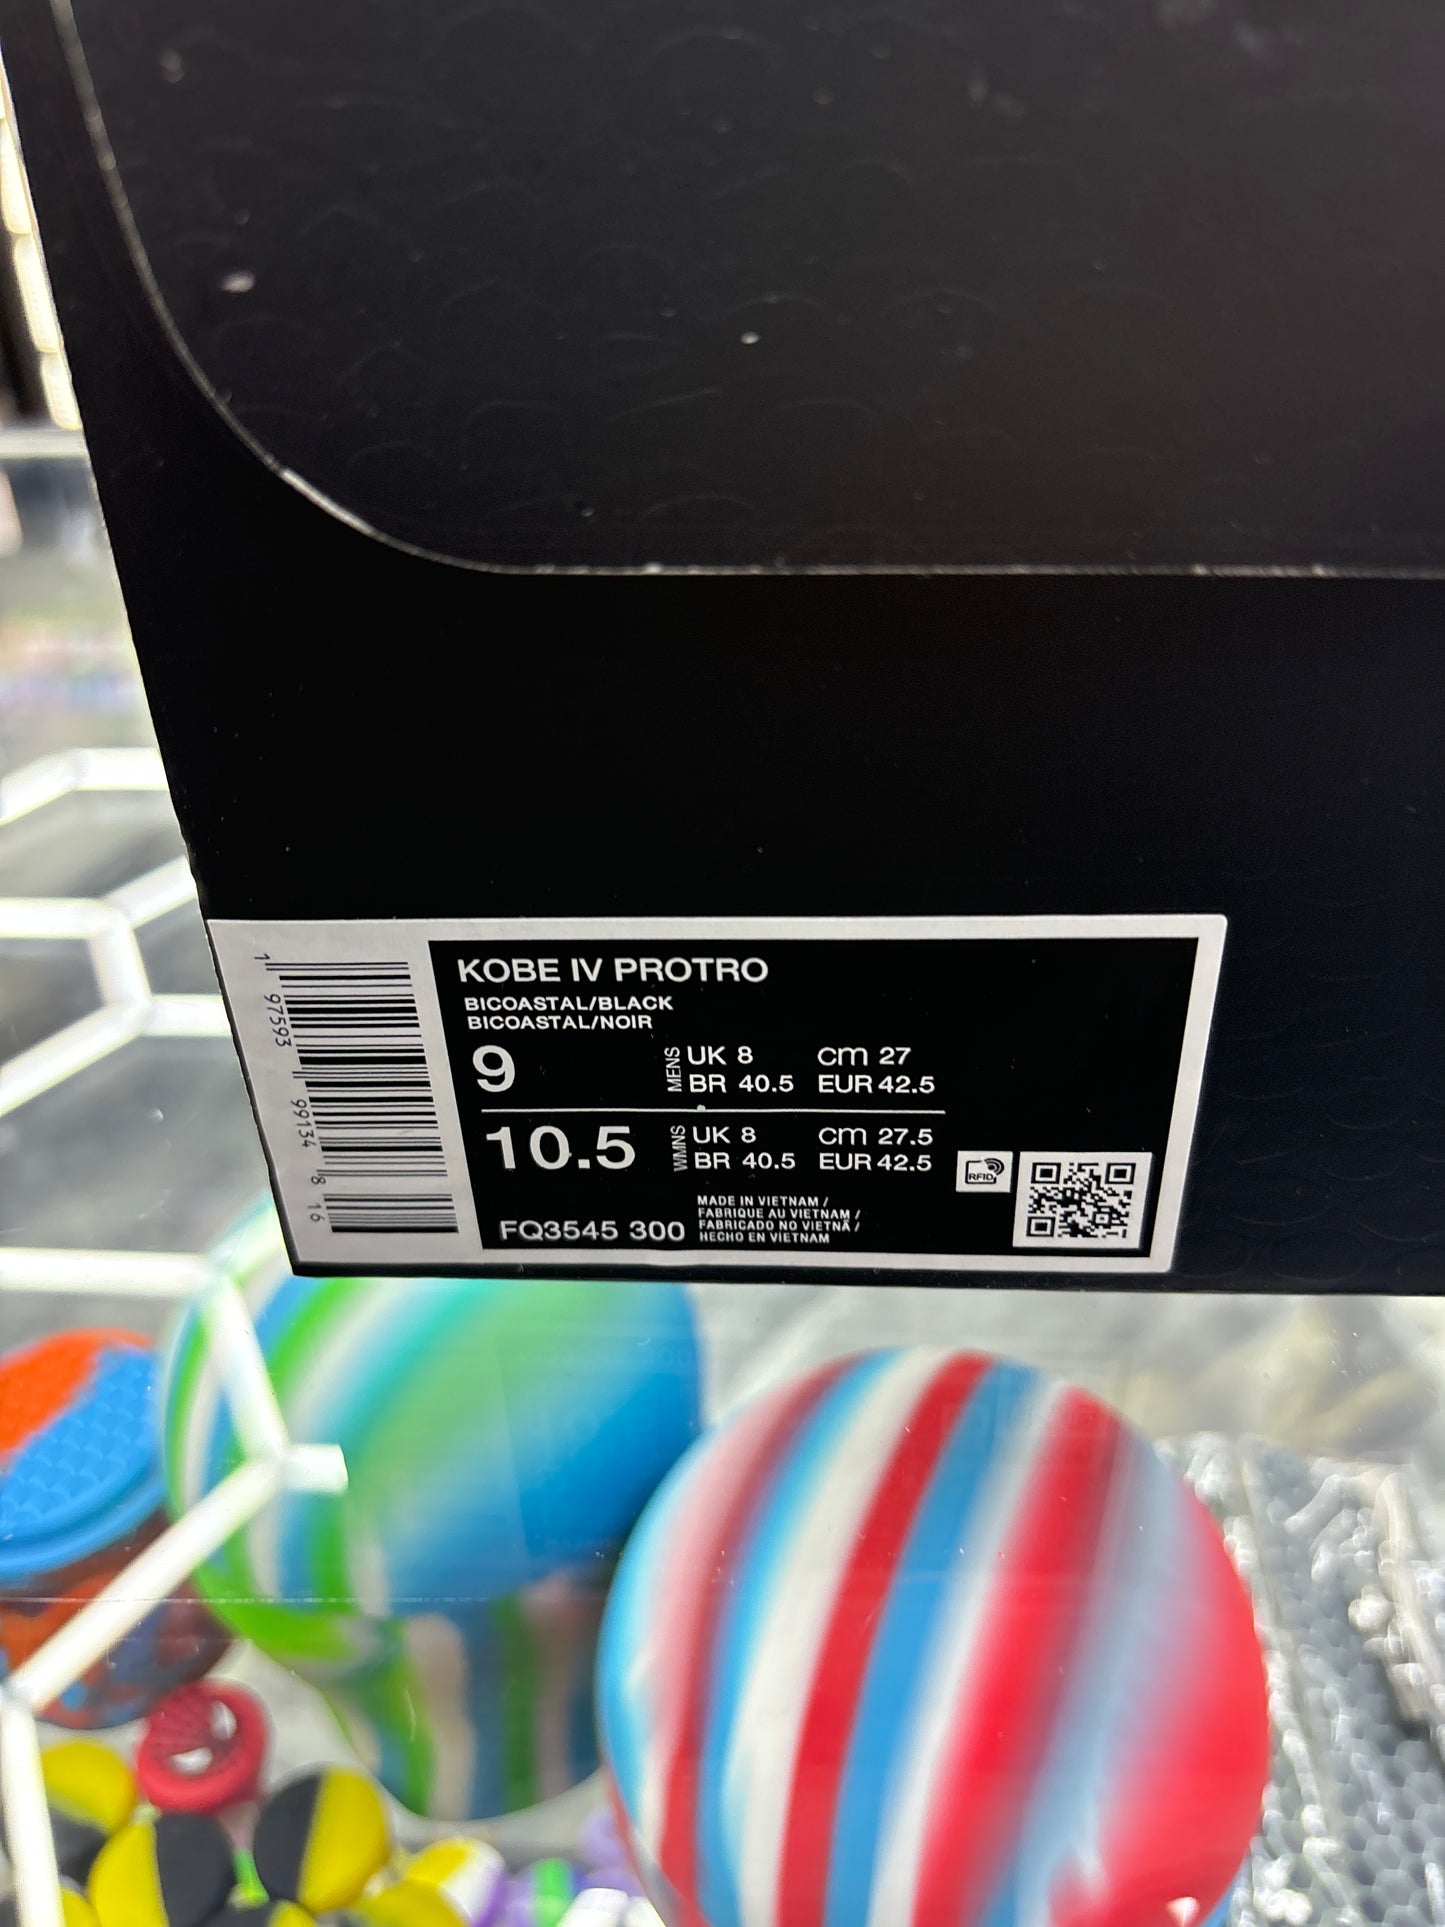 KOBE IV PROTRO
BICOASTAL/BLACK
BICOASTAL/NOIR
9 MENS UK 8 cm 27
BR 40.5 EUR 42.5
10.5 WMNS UK 8 cm 27.5
BR 40.5 EUR 42.5
FQ3545 300
MADE IN VIETNAM /
FABRIQUE AU VIETNAM /
FABRICADO NO VIETNÃ /
HECHO EN VIETNAM
RFID
1 97593 99134 8 16